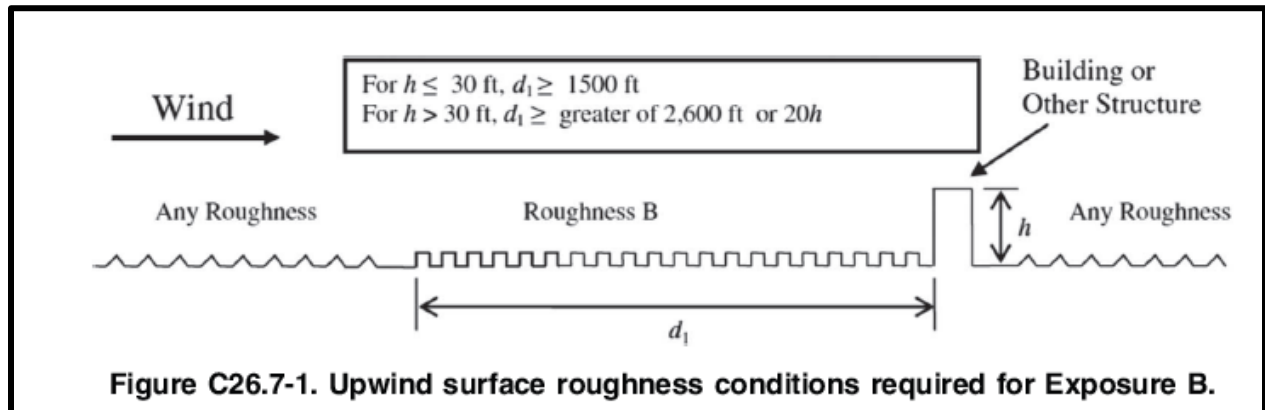 For h ≤ 30 ft, d₁ ≥ 1500 ft
For h > 30 ft, d₁ ≥ greater of 2,600 ft or 20h
Wind
Building or
Other Structure
Any Roughness
Roughness B
h
Any Roughness
d₁
Figure C26.7-1. Upwind surface roughness conditions required for Exposure B.